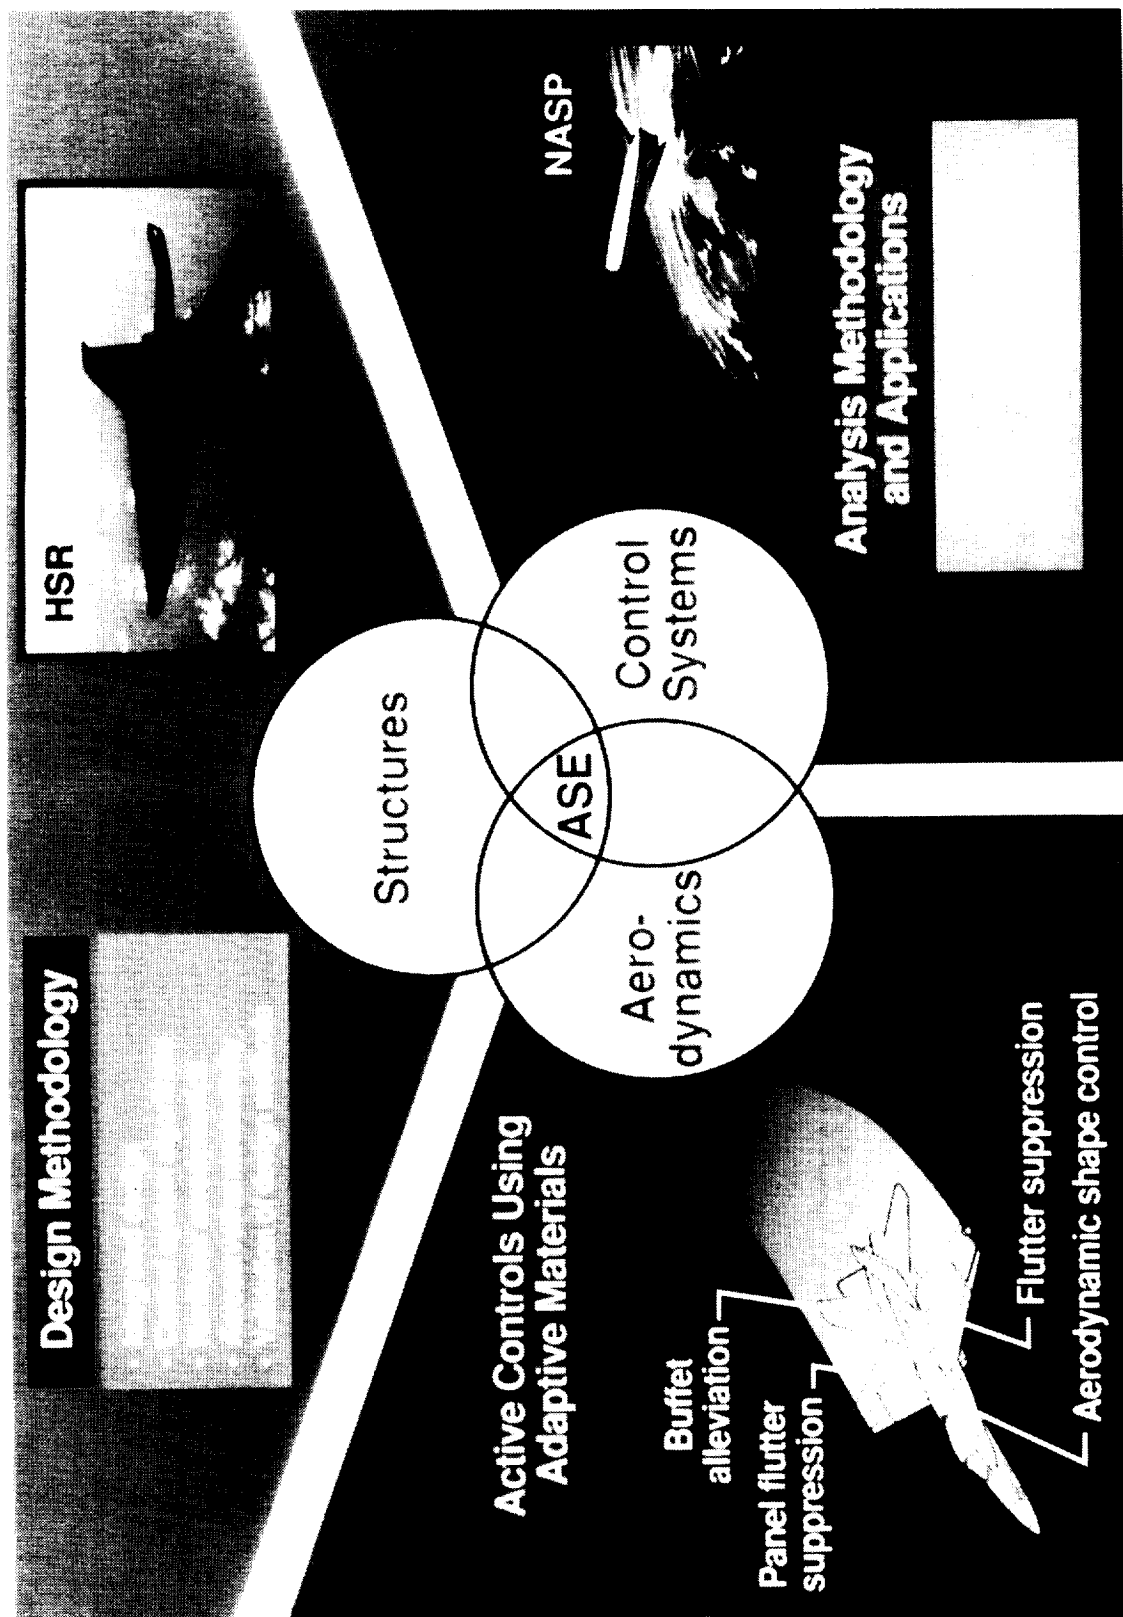 Design Methodology
HSR
Structures
ASE
Aero-
dynamics
Control
Systems
Active Controls Using
Adaptive Materials
Buffet
alleviation
Panel flutter
suppression
Flutter suppression
Aerodynamic shape control
NASP
Analysis Methodology
and Applications